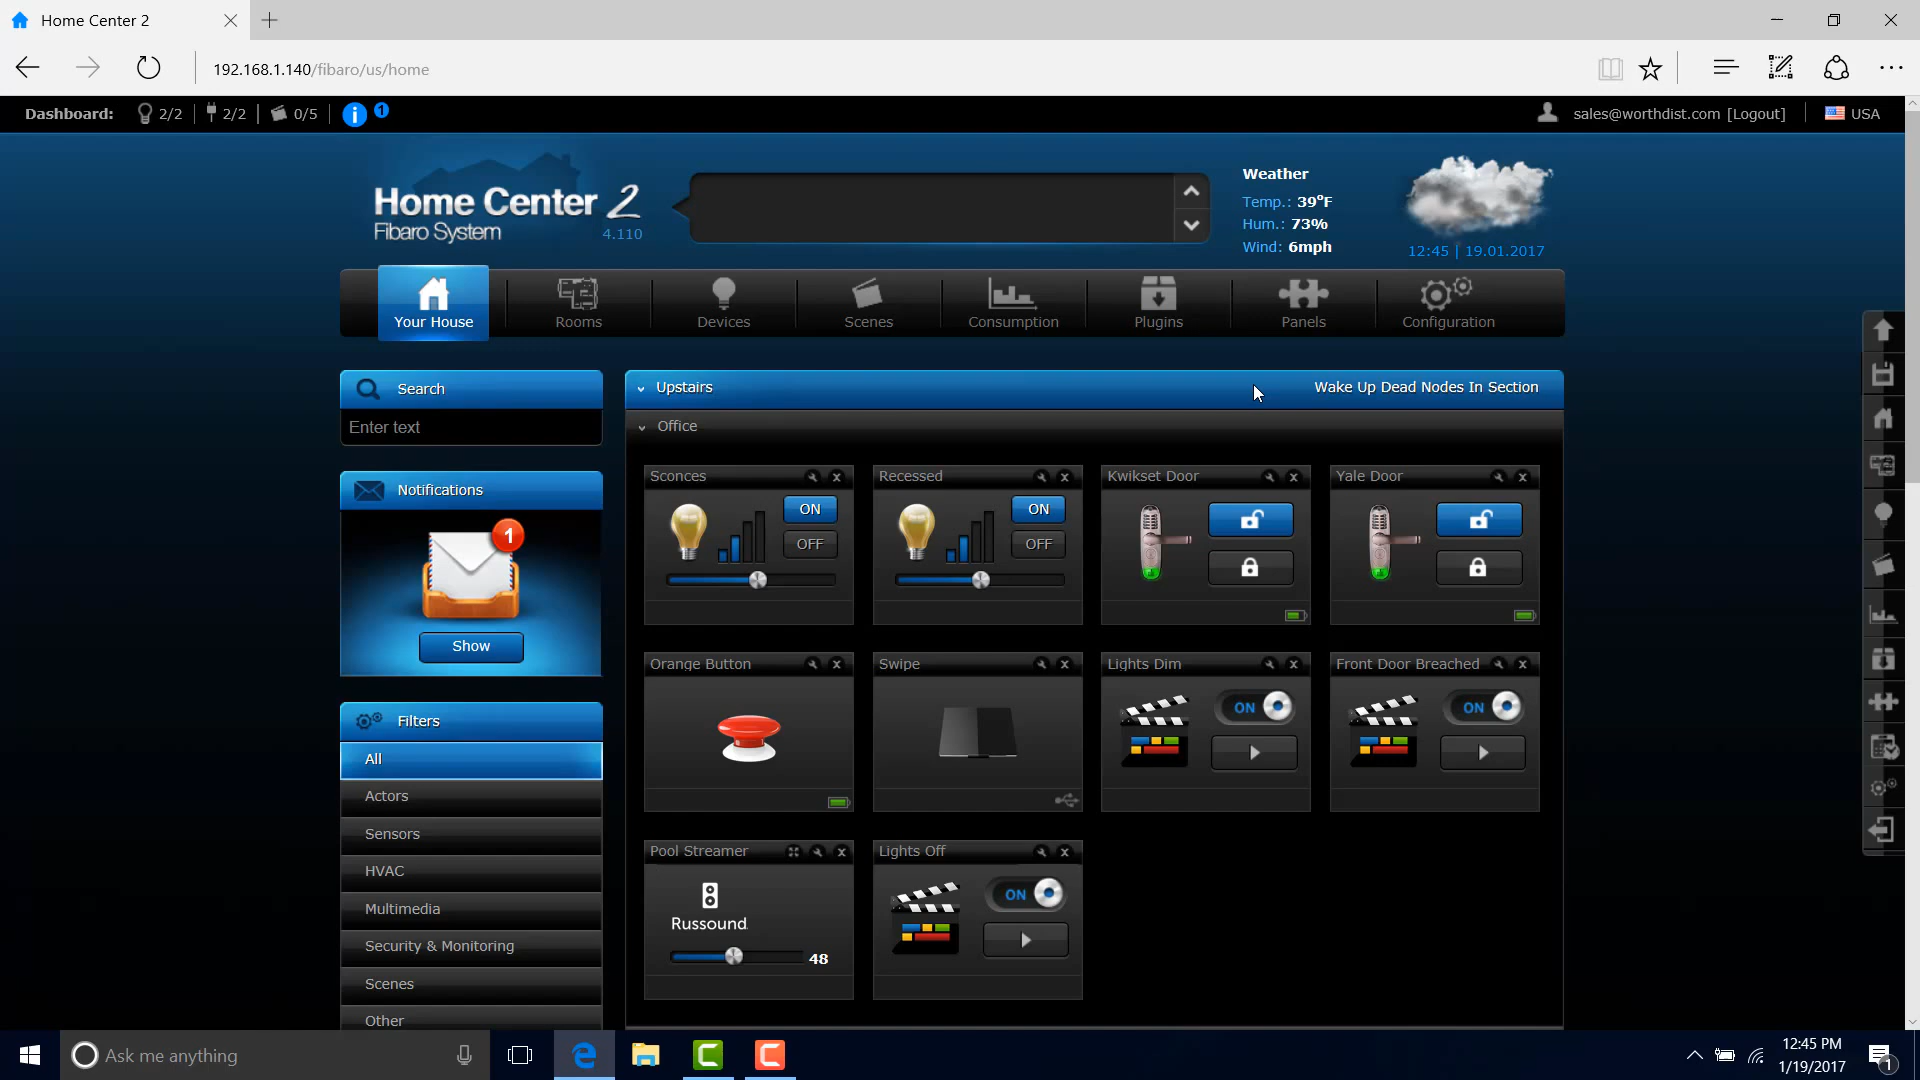 Home Center 2
192.168.1.140/fibaro/us/home
Dashboard: 2/2 2/2 0/5 i 1
sales@worthdist.com [Logout] USA
Home Center 2
Fibaro System 4.110
Weather
Temp.: 39°F
Hum.: 73%
Wind: 6mph
12:45 | 19.01.2017
Your House Rooms Devices Scenes Consumption Plugins Panels Configuration
Search
Enter text
Notifications
1
Show
Filters
All
Actors
Sensors
HVAC
Multimedia
Security & Monitoring
Scenes
Other
Upstairs Wake Up Dead Nodes In Section
Office
Sconces
ON
OFF
Recessed
ON
OFF
Kwikset Door
Yale Door
Orange Button
Swipe
Lights Dim
ON
Front Door Breached
ON
Pool Streamer
Russound
48
Lights Off
ON
Ask me anything
12:45 PM
1/19/2017
1